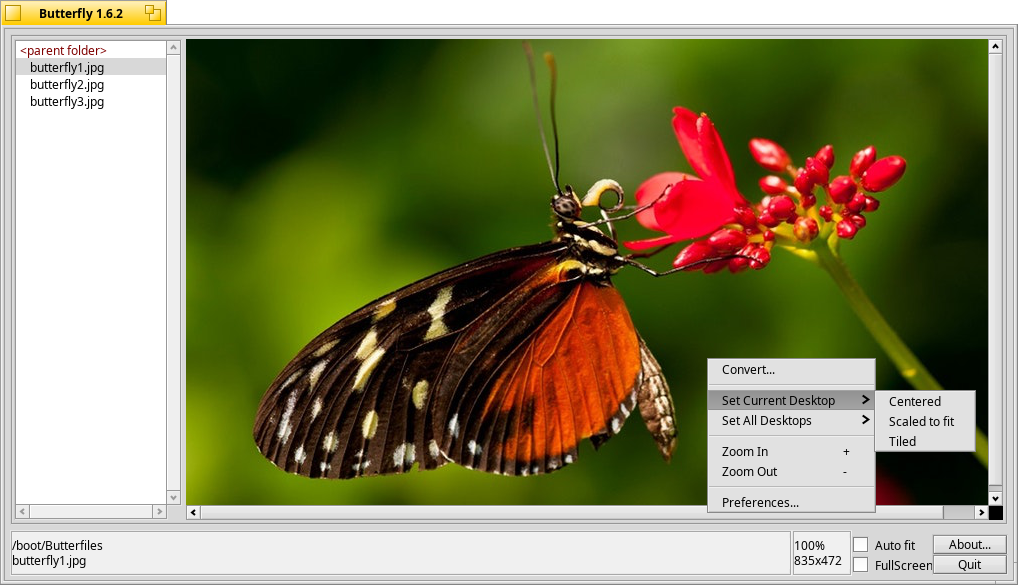 Butterfly 1.6.2
<parent folder>
butterfly1.jpg
butterfly2.jpg
butterfly3.jpg
Convert...
Set Current Desktop
Set All Desktops
Zoom In +
Zoom Out -
Preferences...
Centered
Scaled to fit
Tiled
/boot/Butterfiles
butterfly1.jpg
100%
835x472
Auto fit
FullScreen
About...
Quit